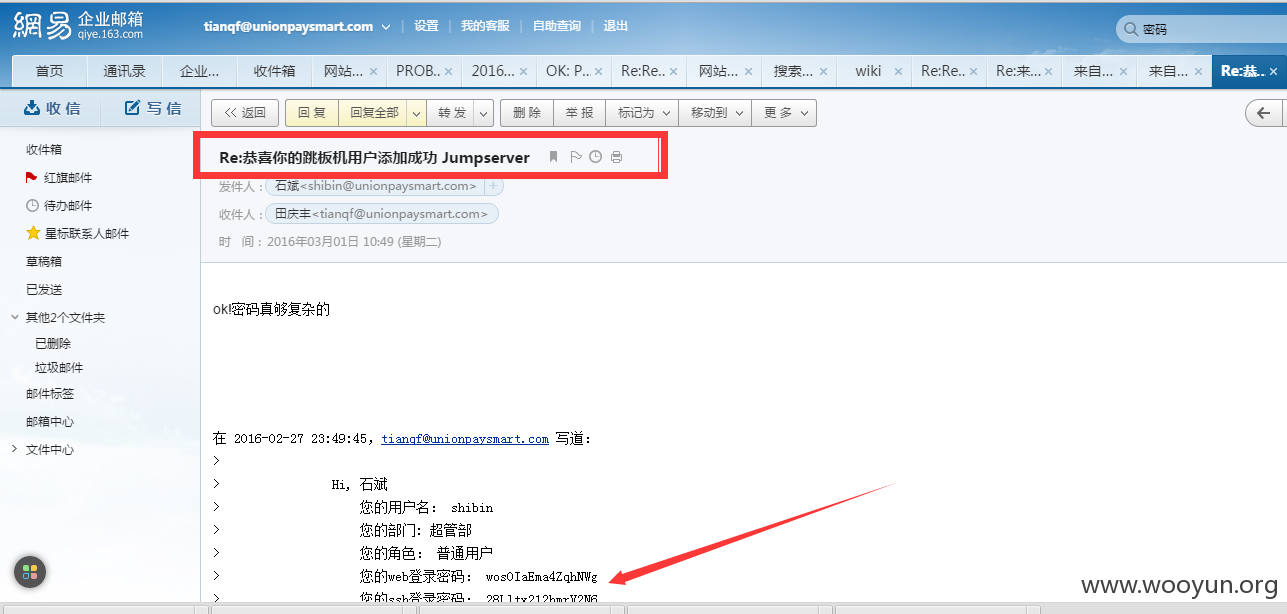 網易 企业邮箱
qiye.163.com
tianqf@unionpaysmart.com 设置 我的客服 自助查询 退出
密码
首页 通讯录 企业... 收件箱 网站... × PROB.. × 2016... × OK: P... × Re:Re.. × 网站... × 搜索... × wiki × Re:Re.. × Re:来... × 来自... × 来自... × Re:恭... ×
收信 写信
<< 返回 回复 回复全部 转发 删除 举报 标记为 移动到 更多
收件箱
红旗邮件
待办邮件
星标联系人邮件
草稿箱
已发送
其他2个文件夹
已删除
垃圾邮件
邮件标签
邮箱中心
文件中心
Re:恭喜你的跳板机用户添加成功 Jumpserver
发件人：石斌<shibin@unionpaysmart.com> +
收件人：田庆丰<tianqf@unionpaysmart.com>
时 间：2016年03月01日 10:49 (星期二)
ok!密码真够复杂的
在 2016-02-27 23:49:45，tianqf@unionpaysmart.com 写道：
>
> Hi, 石斌
> 您的用户名： shibin
> 您的部门：超管部
> 您的角色： 普通用户
> 您的web登录密码： wosOIaEma4ZqhNWg
> 您的ssh登录密码：
www.wooyun.org